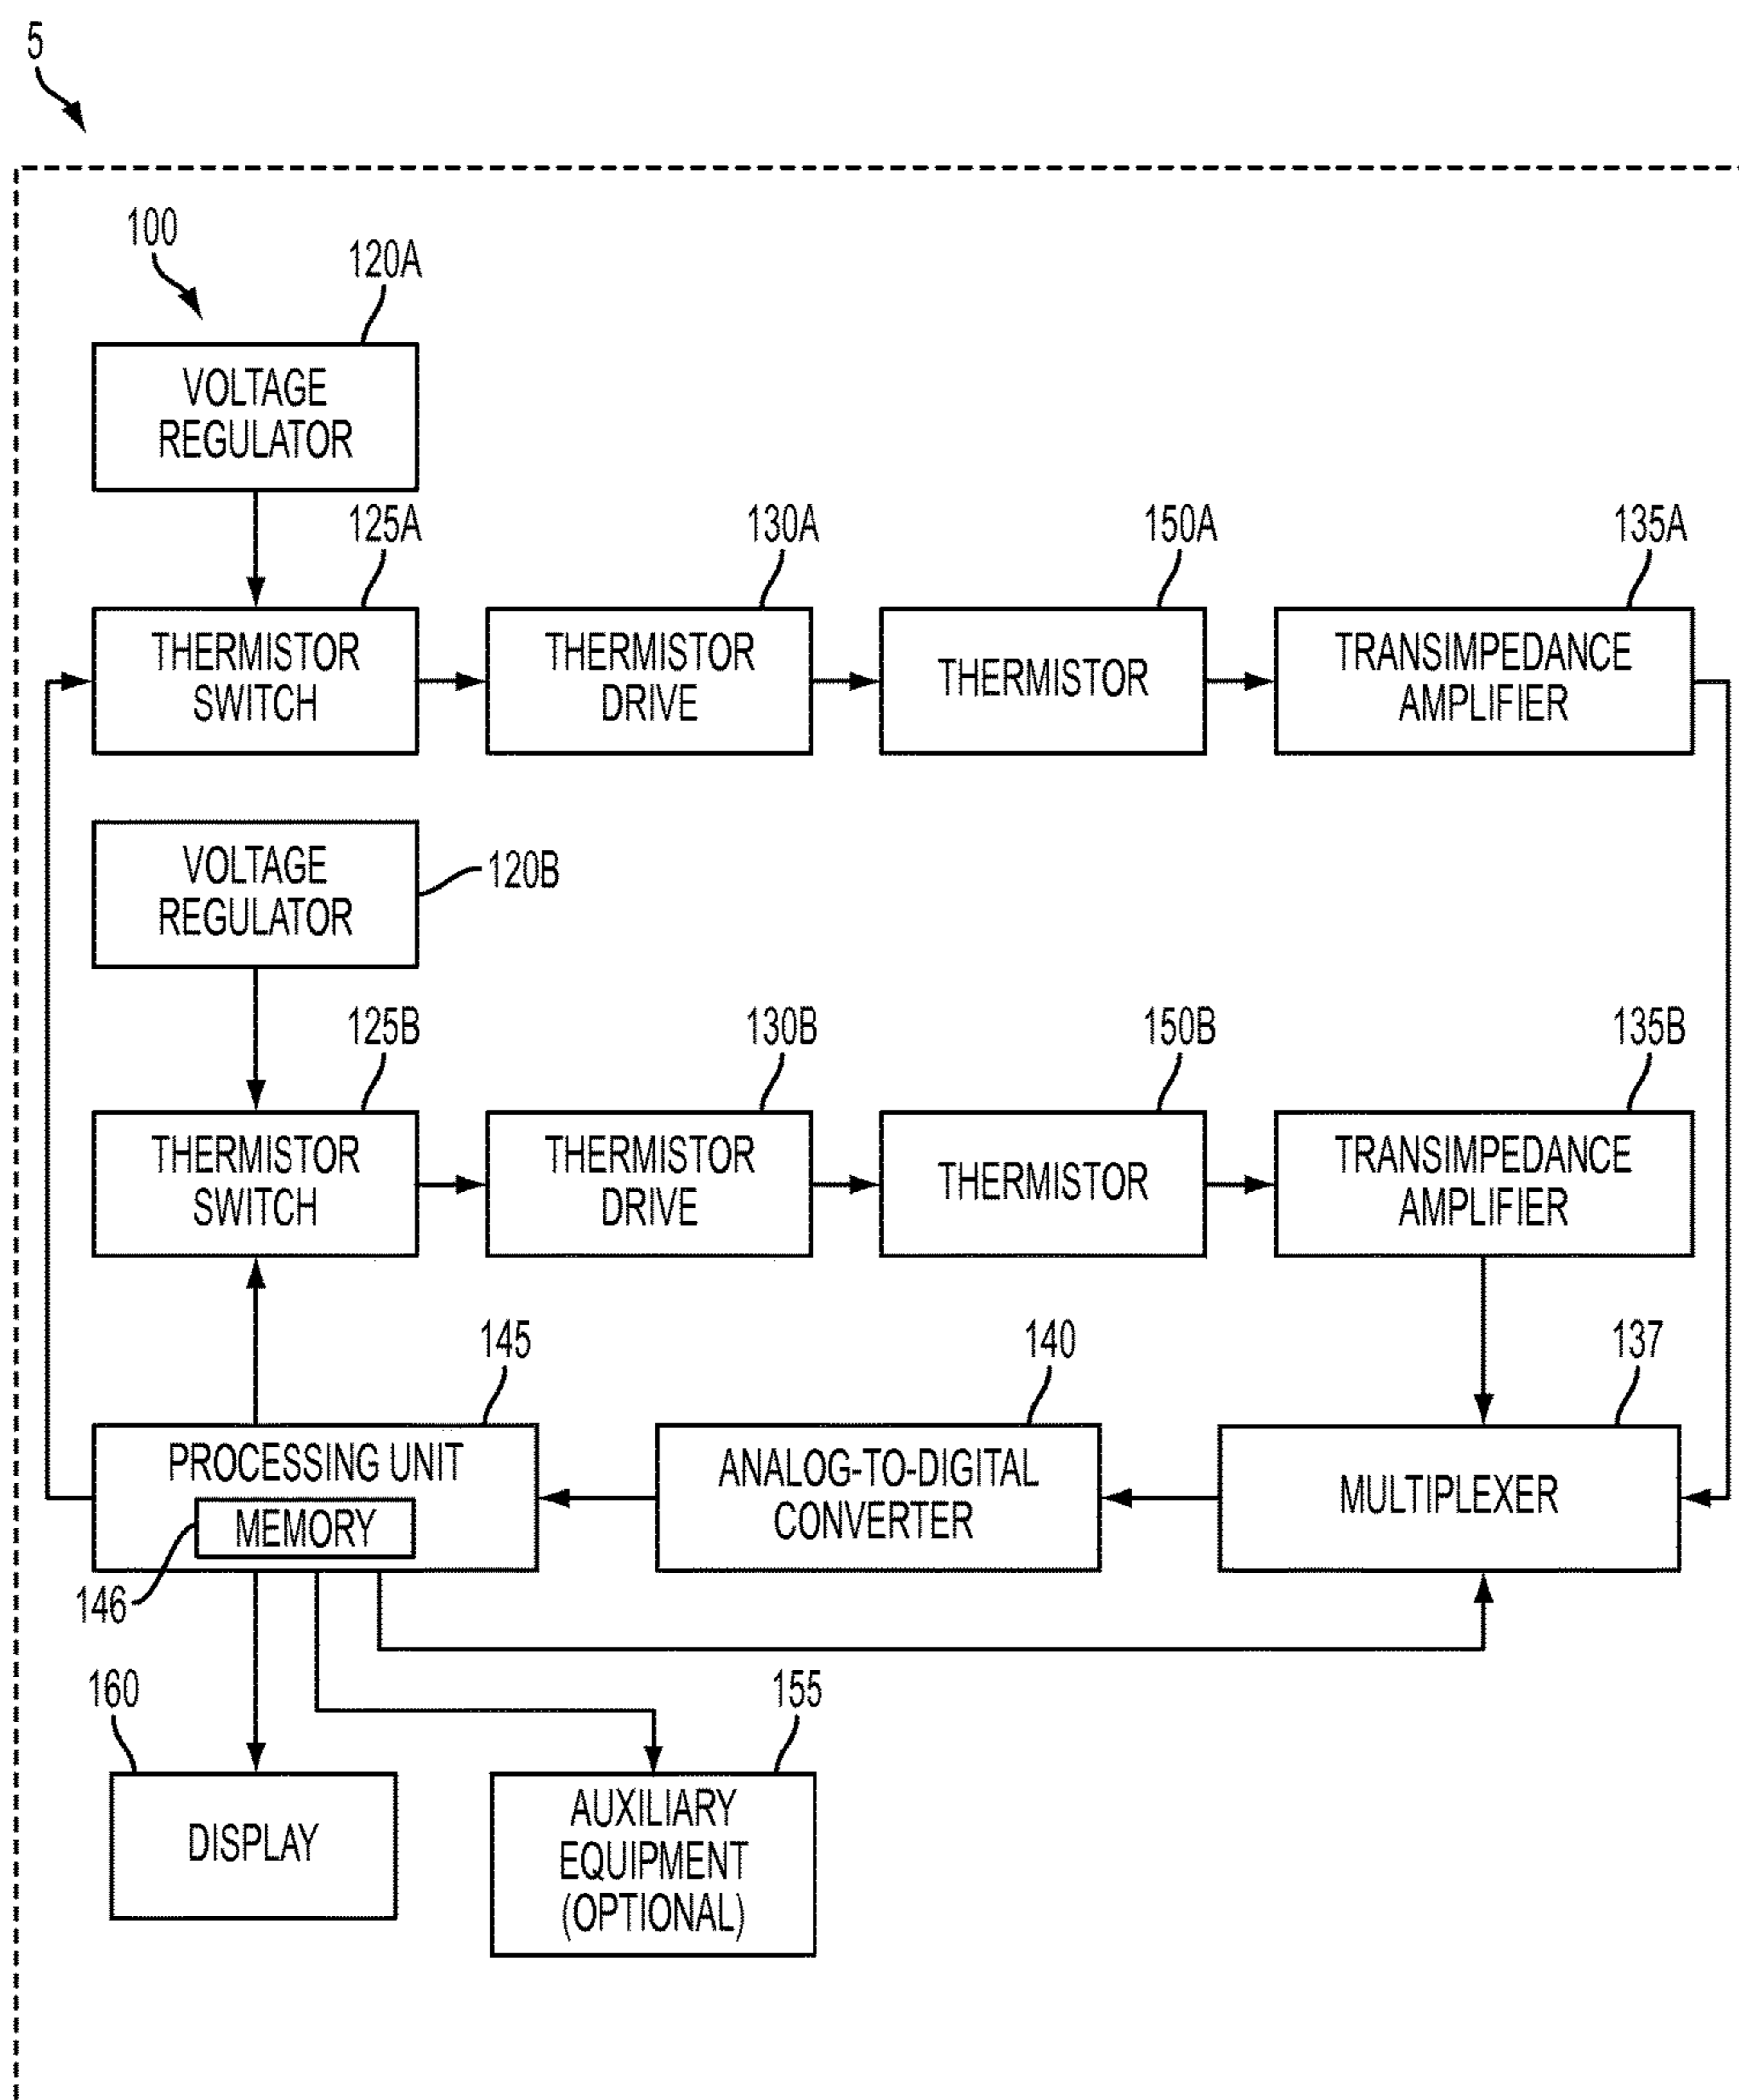 5
100
120A
VOLTAGE
REGULATOR
125A
130A
150A
135A
THERMISTOR
SWITCH
THERMISTOR
DRIVE
THERMISTOR
TRANSIMPEDANCE
AMPLIFIER
VOLTAGE
REGULATOR
120B
125B
130B
150B
135B
THERMISTOR
SWITCH
THERMISTOR
DRIVE
THERMISTOR
TRANSIMPEDANCE
AMPLIFIER
145
140
137
PROCESSING UNIT
MEMORY
ANALOG-TO-DIGITAL
CONVERTER
MULTIPLEXER
146
160
155
DISPLAY
AUXILIARY
EQUIPMENT
(OPTIONAL)